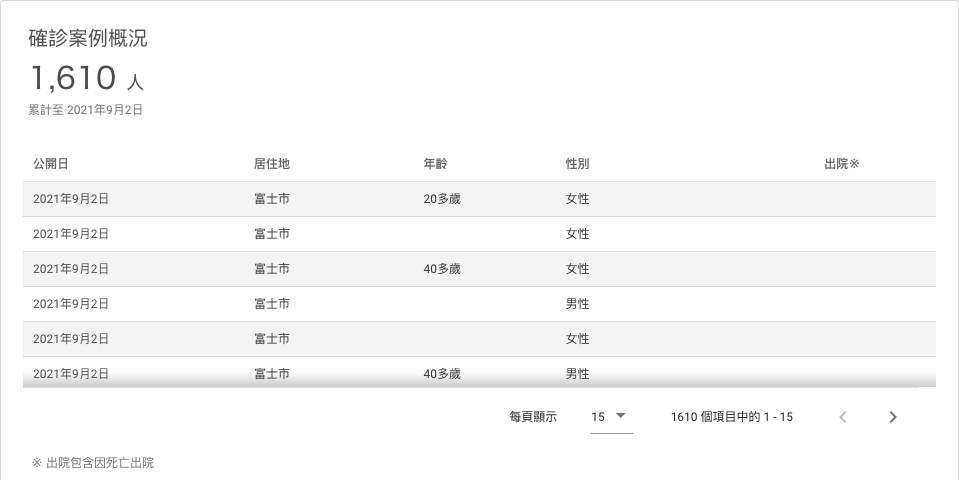 確診案例概況
1,610 人
累計至 2021年9月2日
公開日 居住地 年齡 性別 出院※
2021年9月2日 富士市 20多歲 女性
2021年9月2日 富士市 女性
2021年9月2日 富士市 40多歲 女性
2021年9月2日 富士市 男性
2021年9月2日 富士市 女性
2021年9月2日 富士市 40多歲 男性
每頁顯示 15 1610 個項目中的 1 - 15
※ 出院包含因死亡出院